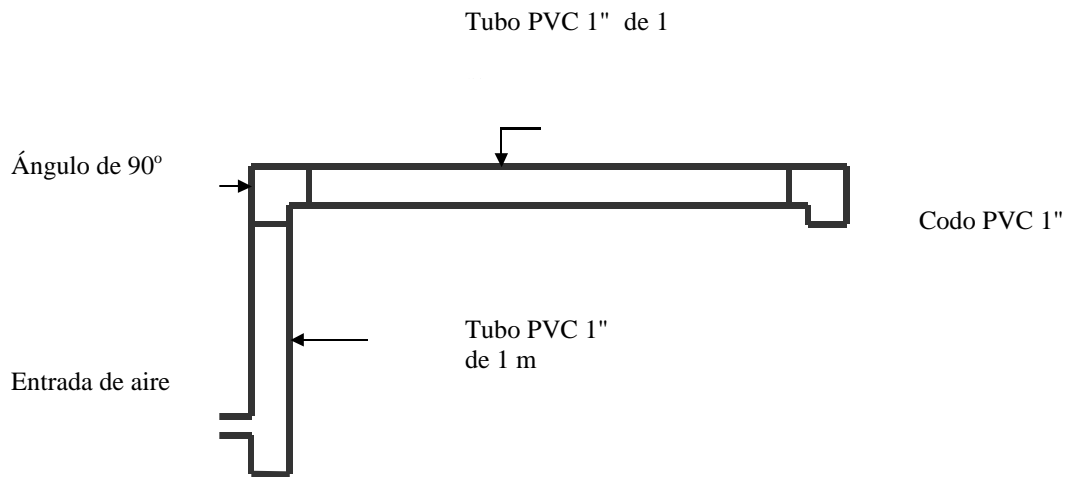 Tubo PVC 1" de 1
Ángulo de 90º
Codo PVC 1"
Tubo PVC 1"
de 1 m
Entrada de aire